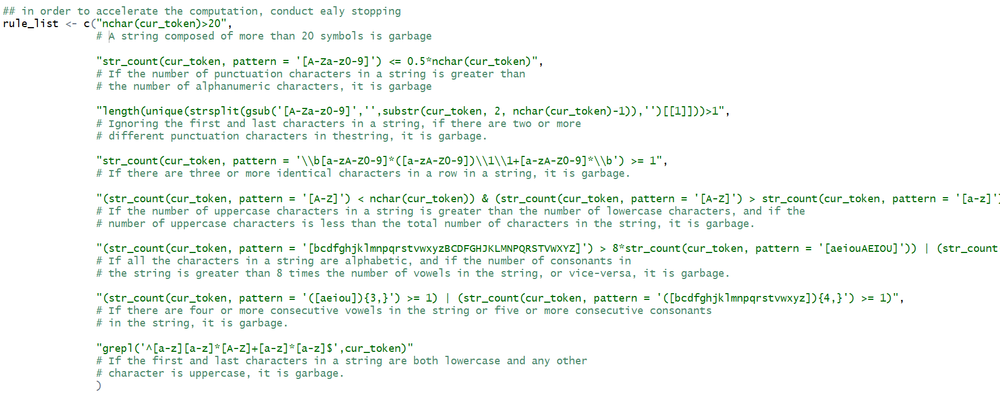 ## in order to accelerate the computation, conduct ealy stopping
rule_list <- c("nchar(cur_token)>20",
# A string composed of more than 20 symbols is garbage
"str_count(cur_token, pattern = '[A-Za-z0-9]') <= 0.5*nchar(cur_token)",
# If the number of punctuation characters in a string is greater than
# the number of alphanumeric characters, it is garbage
"length(unique(strsplit(gsub('[A-Za-z0-9]','',substr(cur_token, 2, nchar(cur_token)-1)),'')[[1]]))>1",
# Ignoring the first and last characters in a string, if there are two or more
# different punctuation characters in thestring, it is garbage.
"str_count(cur_token, pattern = '\\b[a-zA-Z0-9]*([a-zA-Z0-9])\\1\\1+[a-zA-Z0-9]*\\b') >= 1",
# If there are three or more identical characters in a row in a string, it is garbage.
"(str_count(cur_token, pattern = '[A-Z]') < nchar(cur_token)) & (str_count(cur_token, pattern = '[A-Z]') > str_count(cur_token, pattern = '[a-z]')
# If the number of uppercase characters in a string is greater than the number of lowercase characters, and if the
# number of uppercase characters is less than the total number of characters in the string, it is garbage.
"(str_count(cur_token, pattern = '[bcdfghjklmnpqrstvwxyzBCDFGHJKLMNPQRSTVWXYZ]') > 8*str_count(cur_token, pattern = '[aeiouAEIOU]')) | (str_count
# If all the characters in a string are alphabetic, and if the number of consonants in
# the string is greater than 8 times the number of vowels in the string, or vice-versa, it is garbage.
"(str_count(cur_token, pattern = '([aeiou]){3,}') >= 1) | (str_count(cur_token, pattern = '([bcdfghjklmnpqrstvwxyz]){4,}') >= 1)",
# If there are four or more consecutive vowels in the string or five or more consecutive consonants
# in the string, it is garbage.
"grepl('^[a-z][a-z]*[A-Z]+[a-z]*[a-z]$',cur_token)"
# If the first and last characters in a string are both lowercase and any other
# character is uppercase, it is garbage.
)